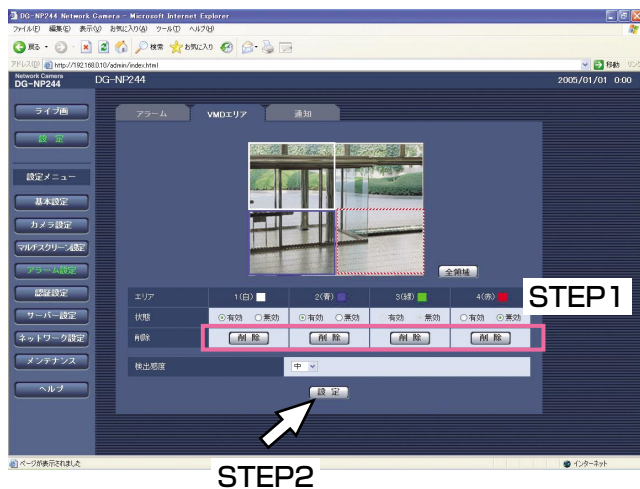 DG-NP244 Network Camera - Microsoft Internet Explorer
ファイル(F) 編集(E) 表示(V) お気に入り(A) ツール(T) ヘルプ(H)
戻る 検索 お気に入り
アドレス(D) http://192.168.0.10/admin/index.html 移動 リンク
Network Camera
DG-NP244 DG-NP244 2005/01/01 0:00
ライブ画
設定
設定メニュー
基本設定
カメラ設定
マルチスクリーン設定
アラーム設定
認証設定
サーバー設定
ネットワーク設定
メンテナンス
ヘルプ
アラーム VMDエリア 通知
全領域
STEP1
エリア 1(白) 2(青) 3(緑) 4(赤)
状態 有効 無効 有効 無効 有効 無効 有効 無効
削除 削除 削除 削除 削除
検出感度 中
設定
STEP2
ページが表示されました インターネット